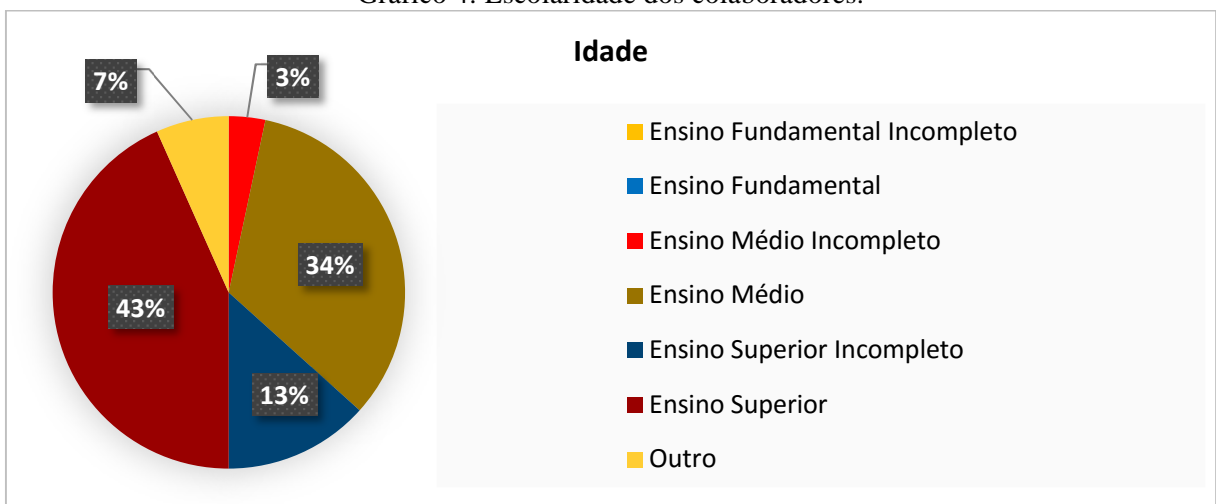 Gráfico 4: Escolaridade dos colaboradores.
Idade
7%
3%
34%
43%
13%
Ensino Fundamental Incompleto
Ensino Fundamental
Ensino Médio Incompleto
Ensino Médio
Ensino Superior Incompleto
Ensino Superior
Outro